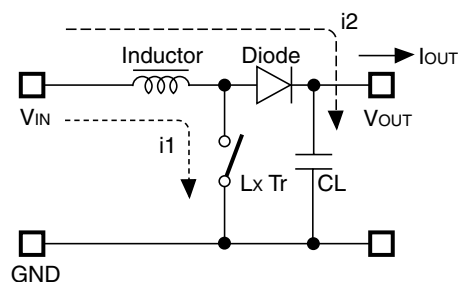 i2
Inductor
Diode
IOUT
VIN
VOUT
i1
Lx Tr
CL
GND